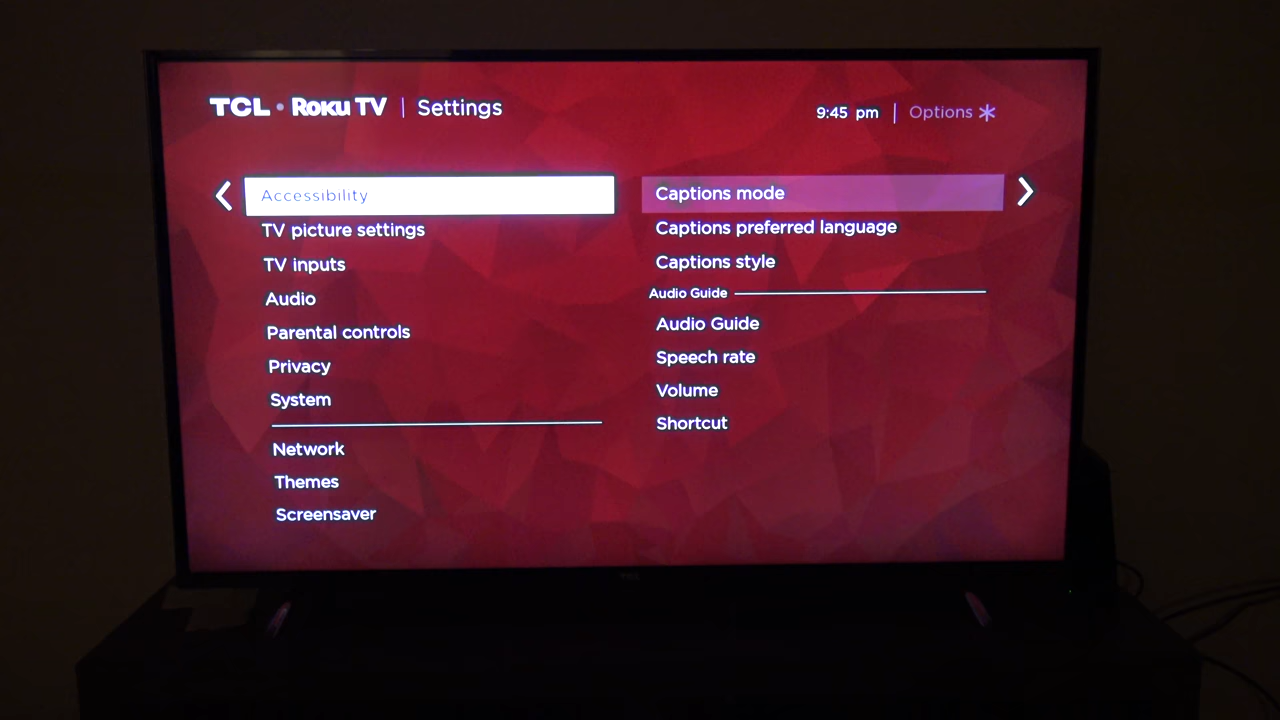 TCL • Roku TV | Settings
9:45 pm | Options *
Accessibility
TV picture settings
TV inputs
Audio
Parental controls
Privacy
System
Network
Themes
Screensaver
Captions mode
Captions preferred language
Captions style
Audio Guide
Audio Guide
Speech rate
Volume
Shortcut
TCL